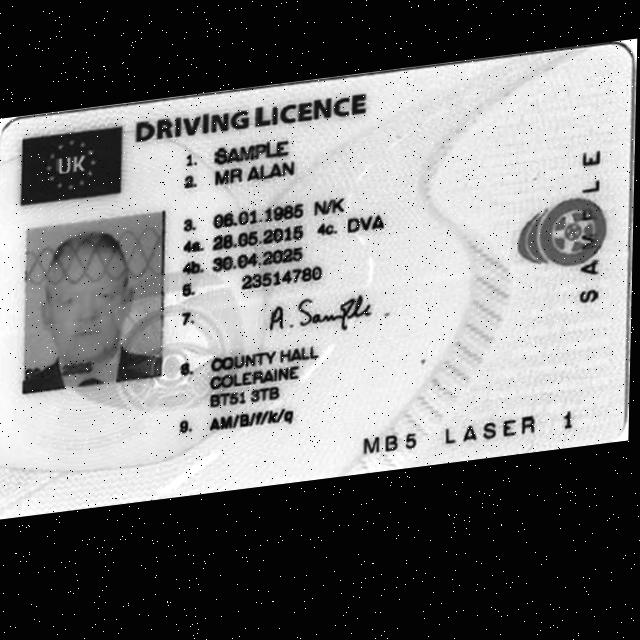 DRIVING LICENCE
UK
1. SAMPLE
2. MR ALAN
3. 06.01.1985 N/K
4a. 28.05.2015 4c. DVA
4b. 30.04.2025
5. 23514780
7. A. Sample.
8. COUNTY HALL
COLERAINE
BT51 3TB
9. AM/B/f/k/q
MB5 LASER 1
SAMPLE